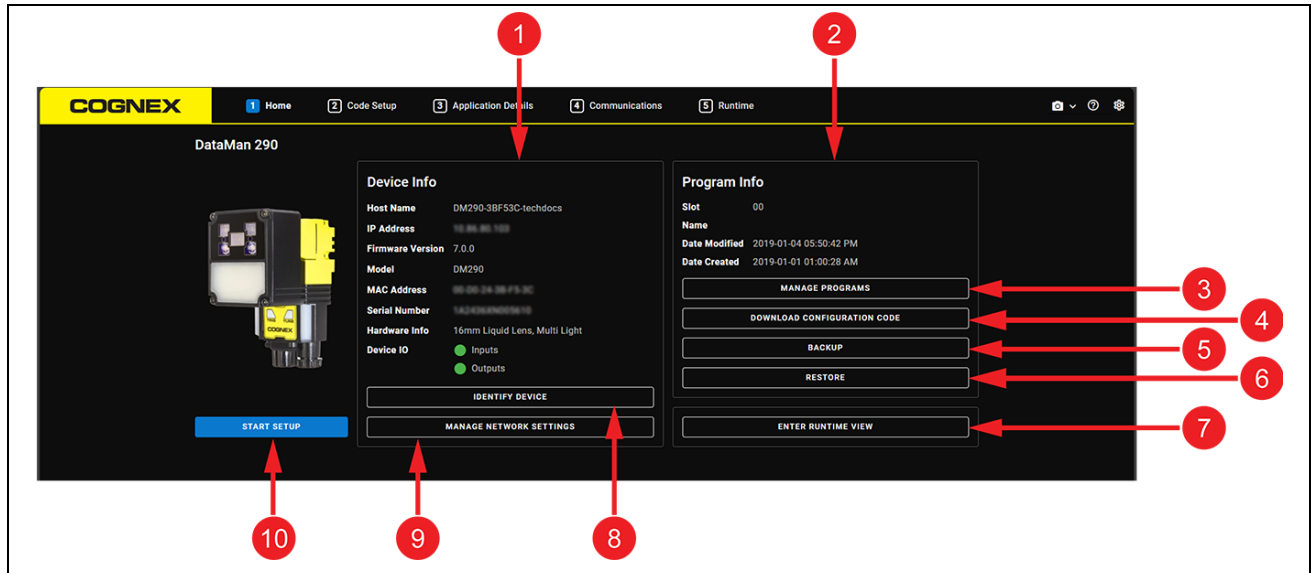 1
2
COGNEX
1 Home
2 Code Setup
3 Application Details
4 Communications
5 Runtime
DataMan 290
Device Info
Host Name DM290-3BF53C-techdocs
IP Address
Firmware Version 7.0.0
Model DM290
MAC Address
Serial Number
Hardware Info 16mm Liquid Lens, Multi Light
Device IO Inputs
Outputs
IDENTIFY DEVICE
MANAGE NETWORK SETTINGS
COGNEX
START SETUP
Program Info
Slot 00
Name
Date Modified 2019-01-04 05:50:42 PM
Date Created 2019-01-01 01:00:28 AM
MANAGE PROGRAMS
DOWNLOAD CONFIGURATION CODE
BACKUP
RESTORE
ENTER RUNTIME VIEW
3
4
5
6
7
10
9
8